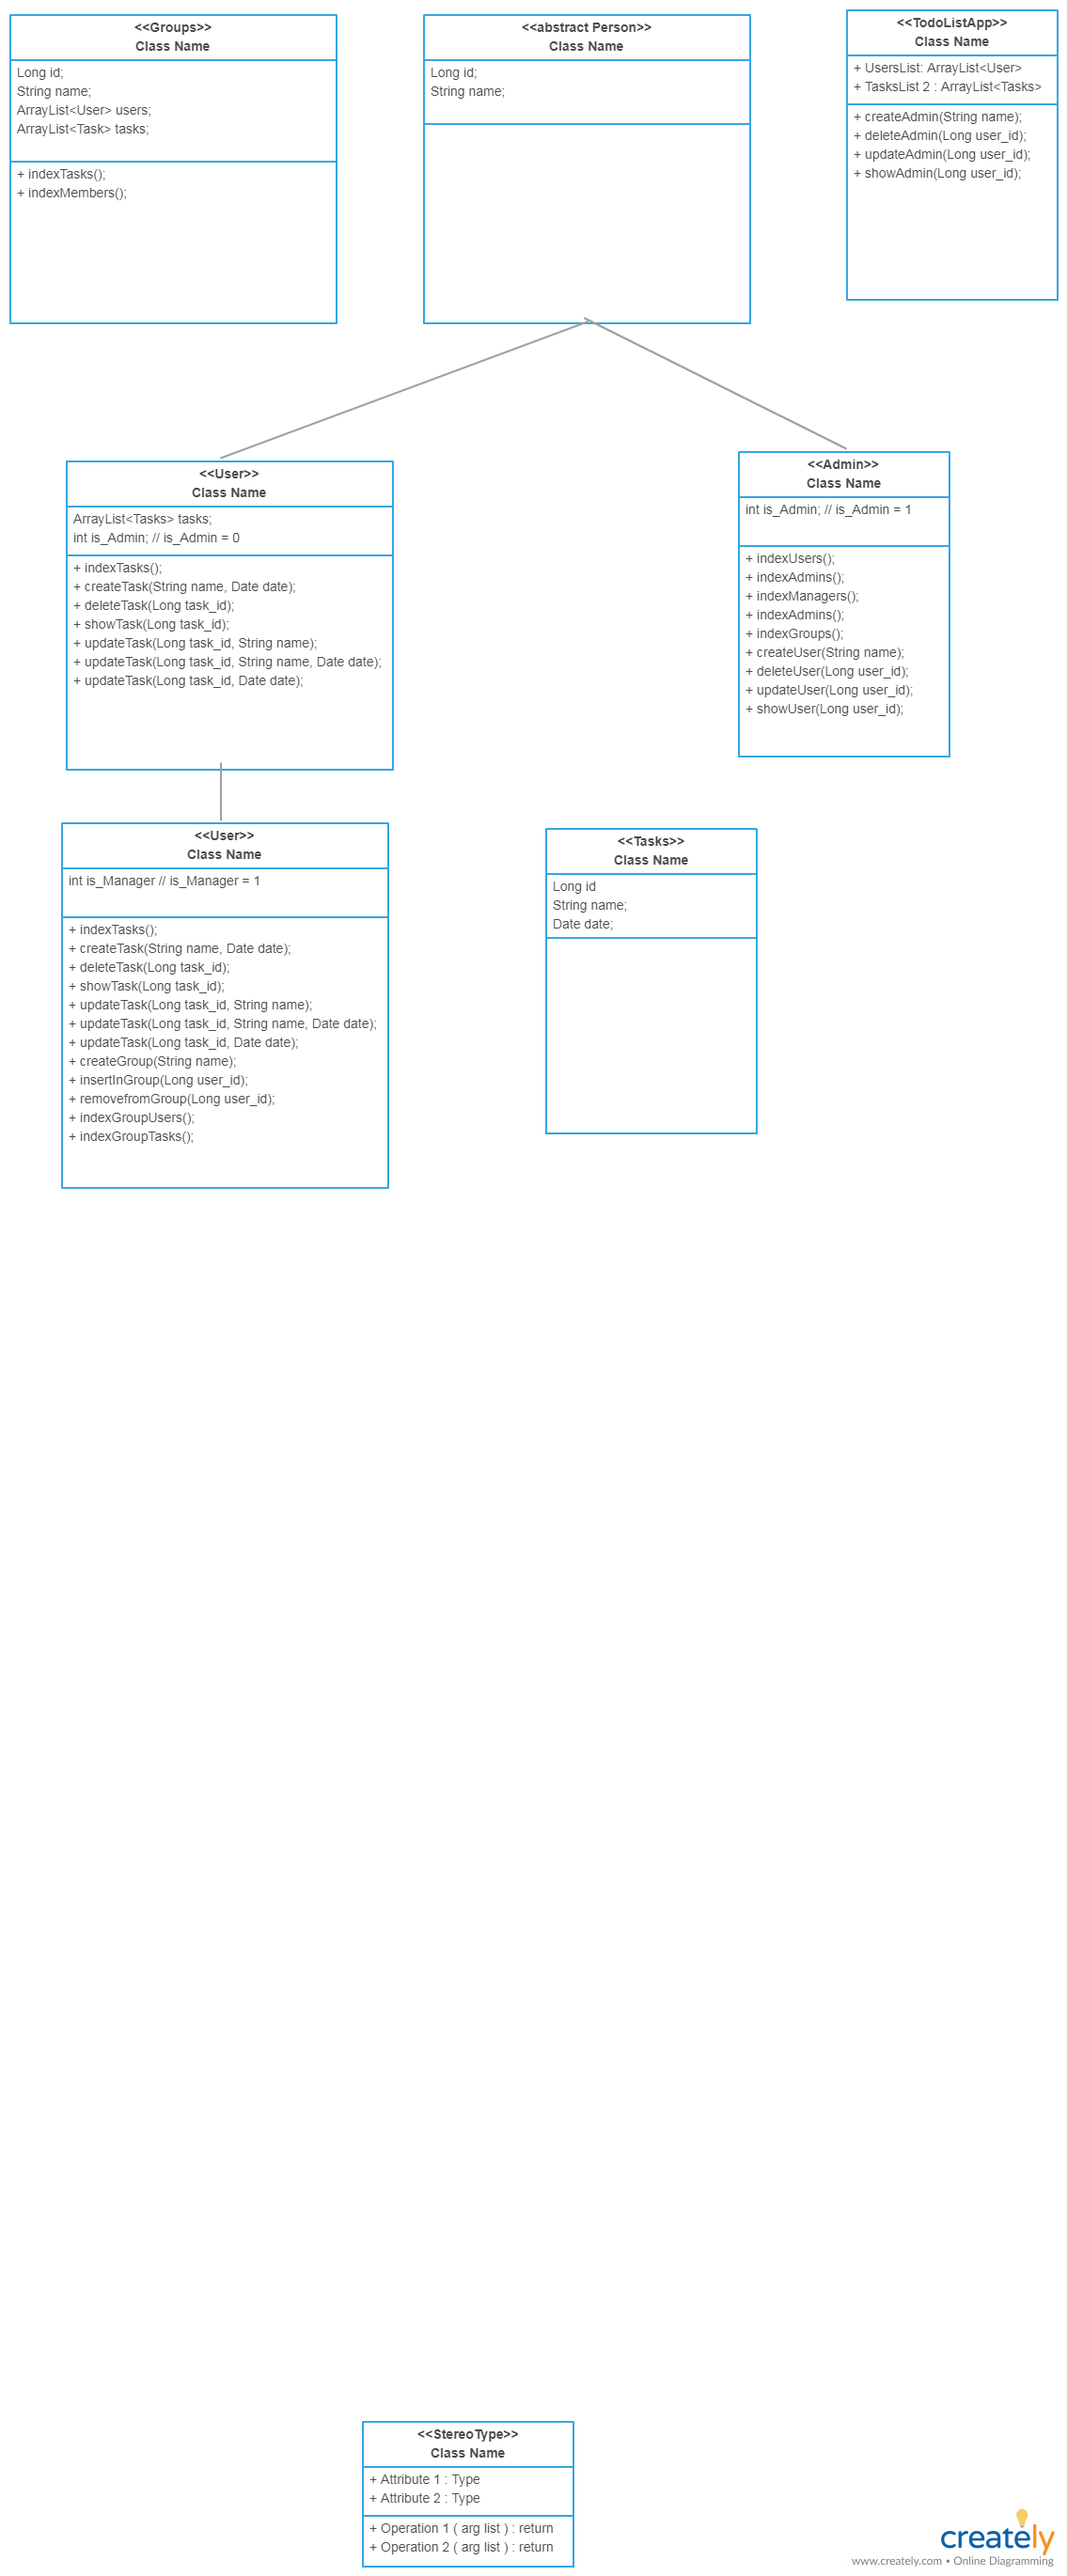 <<Groups>>
Class Name
Long id;
String name;
ArrayList<User> users;
ArrayList<Task> tasks;
+ indexTasks();
+ indexMembers();
<<abstract Person>>
Class Name
Long id;
String name;
<<TodoListApp>>
Class Name
+ UsersList: ArrayList<User>
+ TasksList 2 : ArrayList<Tasks>
+ createAdmin(String name);
+ deleteAdmin(Long user_id);
+ updateAdmin(Long user_id);
+ showAdmin(Long user_id);
<<User>>
Class Name
ArrayList<Tasks> tasks;
int is_Admin; // is_Admin = 0
+ indexTasks();
+ createTask(String name, Date date);
+ deleteTask(Long task_id);
+ showTask(Long task_id);
+ updateTask(Long task_id, String name);
+ updateTask(Long task_id, String name, Date date);
+ updateTask(Long task_id, Date date);
<<Admin>>
Class Name
int is_Admin; // is_Admin = 1
+ indexUsers();
+ indexAdmins();
+ indexManagers();
+ indexAdmins();
+ indexGroups();
+ createUser(String name);
+ deleteUser(Long user_id);
+ updateUser(Long user_id);
+ showUser(Long user_id);
<<User>>
Class Name
int is_Manager // is_Manager = 1
+ indexTasks();
+ createTask(String name, Date date);
+ deleteTask(Long task_id);
+ showTask(Long task_id);
+ updateTask(Long task_id, String name);
+ updateTask(Long task_id, String name, Date date);
+ updateTask(Long task_id, Date date);
+ createGroup(String name);
+ insertInGroup(Long user_id);
+ removefromGroup(Long user_id);
+ indexGroupUsers();
+ indexGroupTasks();
<<Tasks>>
Class Name
Long id
String name;
Date date;
<<StereoType>>
Class Name
+ Attribute 1 : Type
+ Attribute 2 : Type
+ Operation 1 ( arg list ) : return
+ Operation 2 ( arg list ) : return
creately
www.creately.com • Online Diagramming